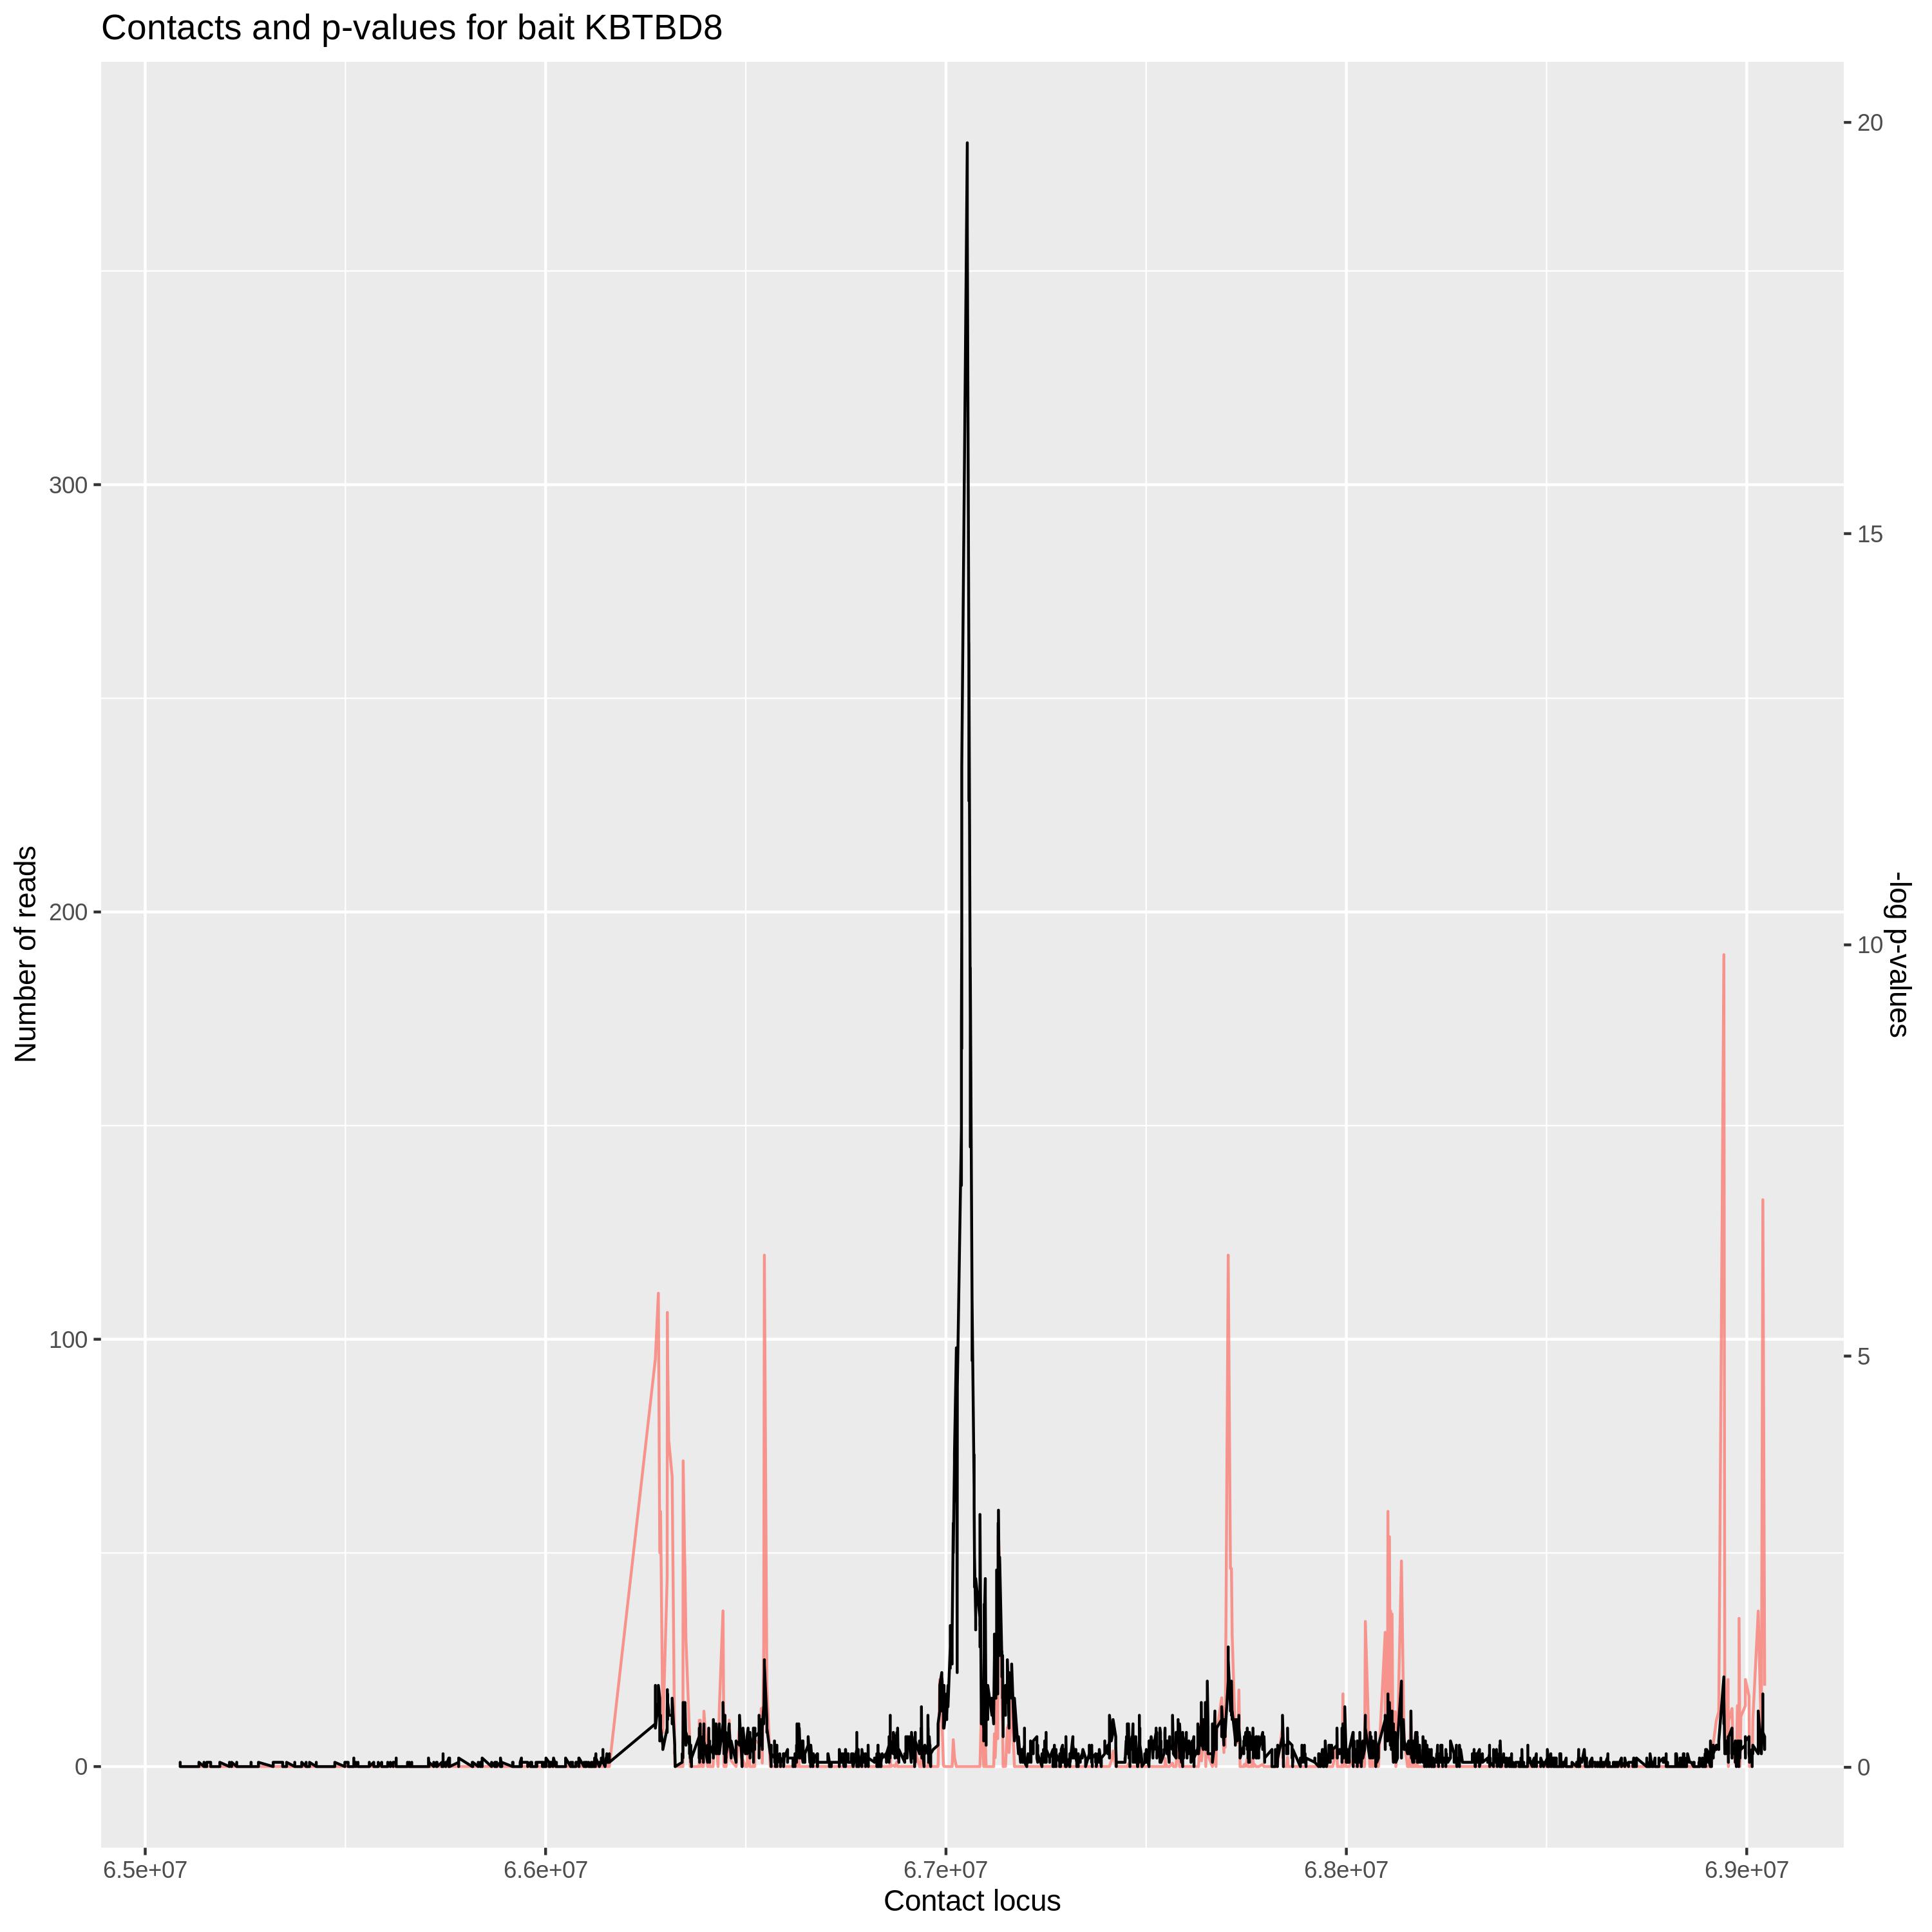 Contacts and p-values for bait KBTBD8
Number of reads
300
200
100
0
20
15
10
5
0
-log p-values
6.5e+07
6.6e+07
6.7e+07
6.8e+07
6.9e+07
Contact locus